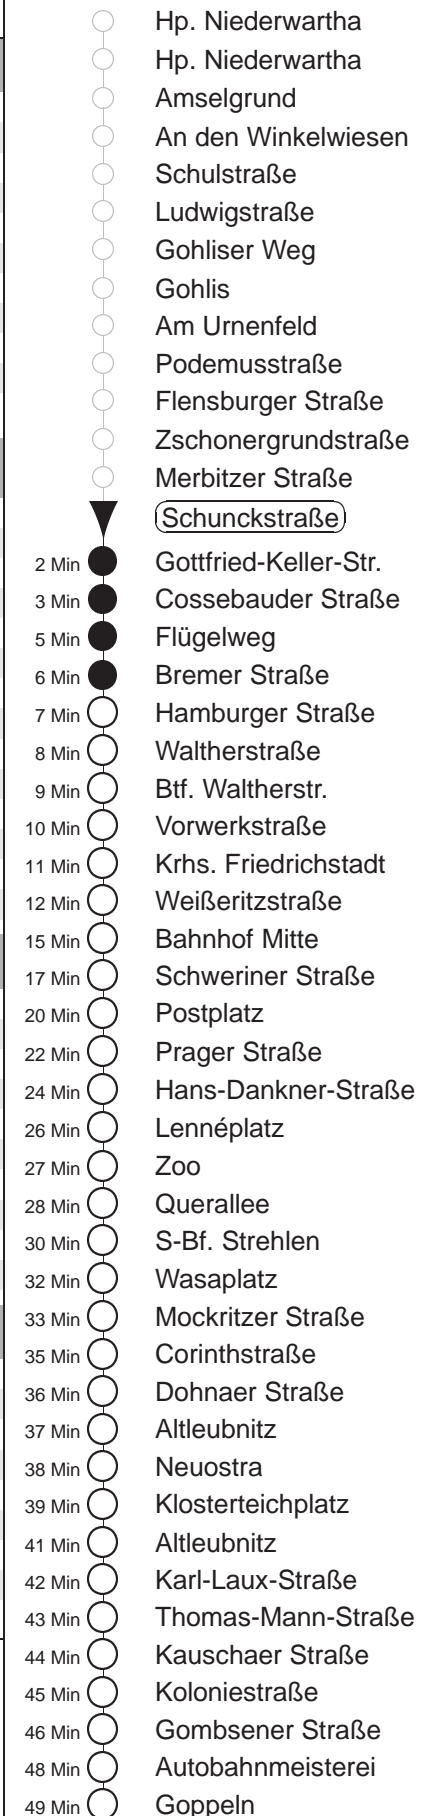 Hp. Niederwartha
Hp. Niederwartha
Amselgrund
An den Winkelwiesen
Schulstraße
Ludwigstraße
Gohliser Weg
Gohlis
Am Urnenfeld
Podemusstraße
Flensburger Straße
Zschonergrundstraße
Merbitzer Straße
Schunckstraße
2 Min Gottfried-Keller-Str.
3 Min Cossebauder Straße
5 Min Flügelweg
6 Min Bremer Straße
7 Min Hamburger Straße
8 Min Waltherstraße
9 Min Btf. Waltherstr.
10 Min Vorwerkstraße
11 Min Krhs. Friedrichstadt
12 Min Weißeritzstraße
15 Min Bahnhof Mitte
17 Min Schweriner Straße
20 Min Postplatz
22 Min Prager Straße
24 Min Hans-Dankner-Straße
26 Min Lennéplatz
27 Min Zoo
28 Min Querallee
30 Min S-Bf. Strehlen
32 Min Wasaplatz
33 Min Mockritzer Straße
35 Min Corinthstraße
36 Min Dohnaer Straße
37 Min Altleubnitz
38 Min Neuostra
39 Min Klosterteichplatz
41 Min Altleubnitz
42 Min Karl-Laux-Straße
43 Min Thomas-Mann-Straße
44 Min Kauschaer Straße
45 Min Koloniestraße
46 Min Gombsener Straße
48 Min Autobahnmeisterei
49 Min Goppeln